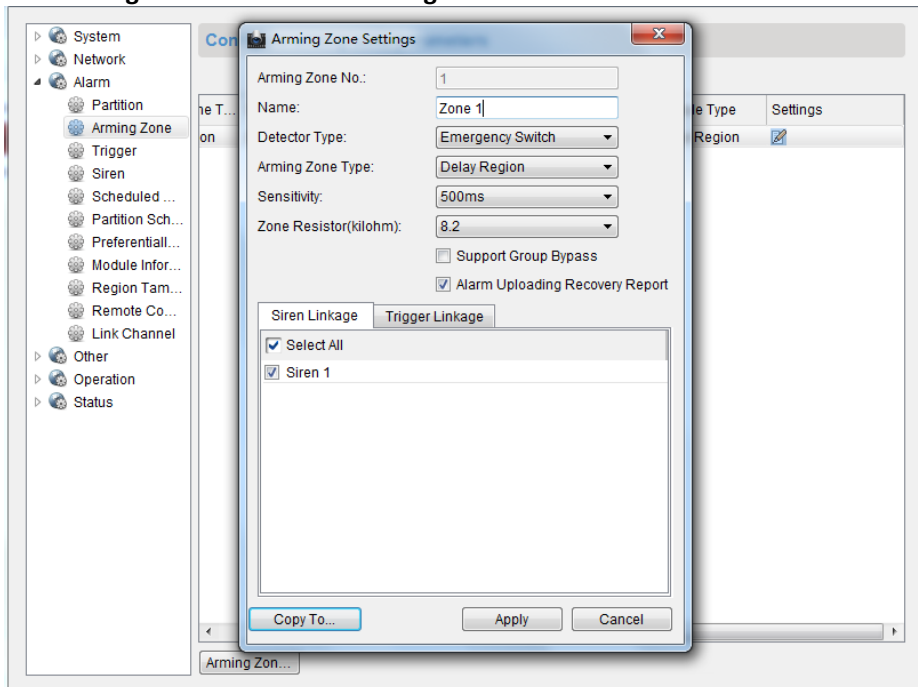 System
Network
Alarm
Partition
Arming Zone
Trigger
Siren
Scheduled ...
Partition Sch...
Preferentiall...
Module Infor...
Region Tam...
Remote Co...
Link Channel
Other
Operation
Status
Con
ne T...
on
le Type
Settings
Region
Arming Zon...
Arming Zone Settings
Arming Zone No.:
1
Name:
Zone 1
Detector Type:
Emergency Switch
Arming Zone Type:
Delay Region
Sensitivity:
500ms
Zone Resistor(kilohm):
8.2
Support Group Bypass
Alarm Uploading Recovery Report
Siren Linkage
Trigger Linkage
Select All
Siren 1
Copy To...
Apply
Cancel